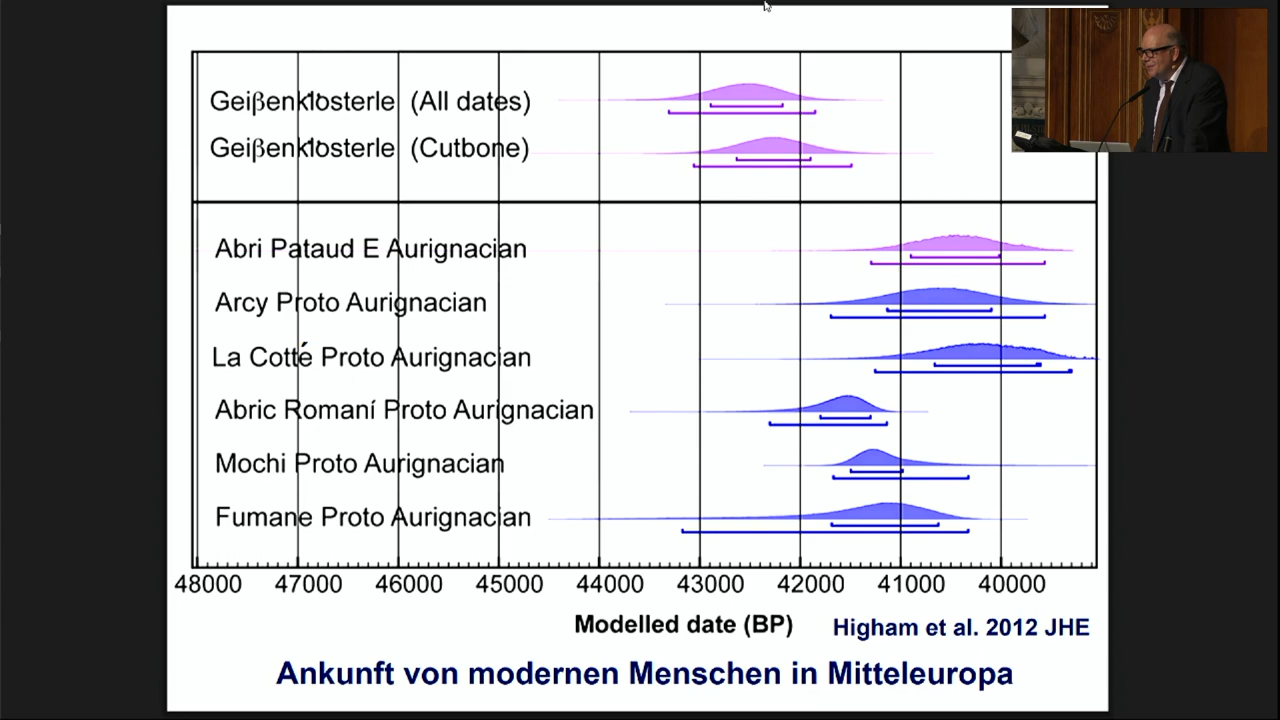 Geißenklosterle (All dates)
Geißenklosterle (Cutbone)
Abri Pataud E Aurignacian
Arcy Proto Aurignacian
La Cotté Proto Aurignacian
Abric Romaní Proto Aurignacian
Mochi Proto Aurignacian
Fumane Proto Aurignacian
48000 47000 46000 45000 44000 43000 42000 41000 40000
Modelled date (BP)
Higham et al. 2012 JHE
Ankunft von modernen Menschen in Mitteleuropa